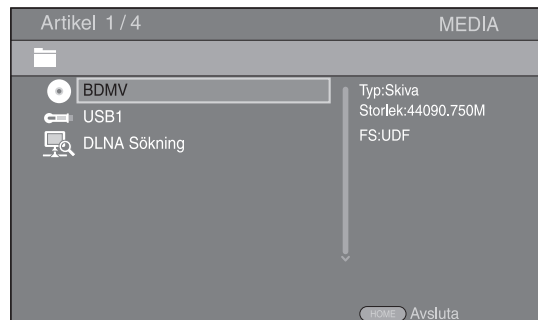 Artikel 1 / 4 MEDIA
BDMV
USB1
DLNA Sökning
Typ:Skiva
Storlek:44090.750M
FS:UDF
HOME Avsluta